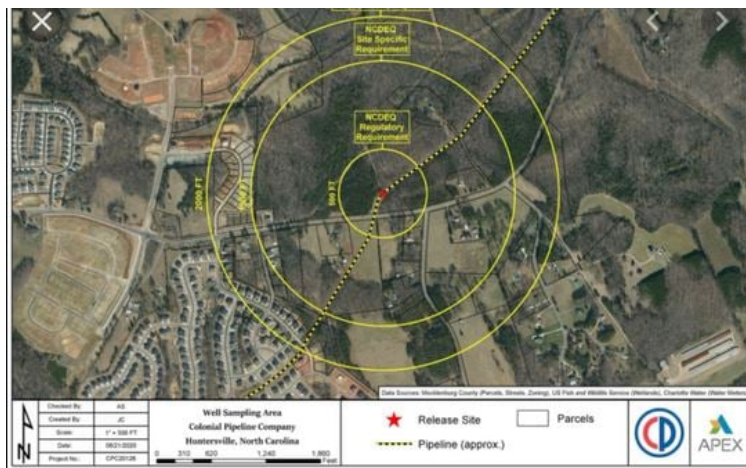 NCDEQ
Site Specific
Requirement
NCDEQ
Regulatory
Requirement
2000 FT
500 FT
Data Sources: Mecklenburg County (Parcels, Streets, Zoning), US Fish and Wildlife Service (Wetlands), Charlotte Water (Water Meters
Checked By: AS
Created By: JC
Scale: 1" = 500 FT
Date: 08/21/2020
Project No.: CPC20126
N
Well Sampling Area
Colonial Pipeline Company
Huntersville, North Carolina
0 310 620 1,240 1,860
Feet
Release Site
Parcels
Pipeline (approx.)
APEX